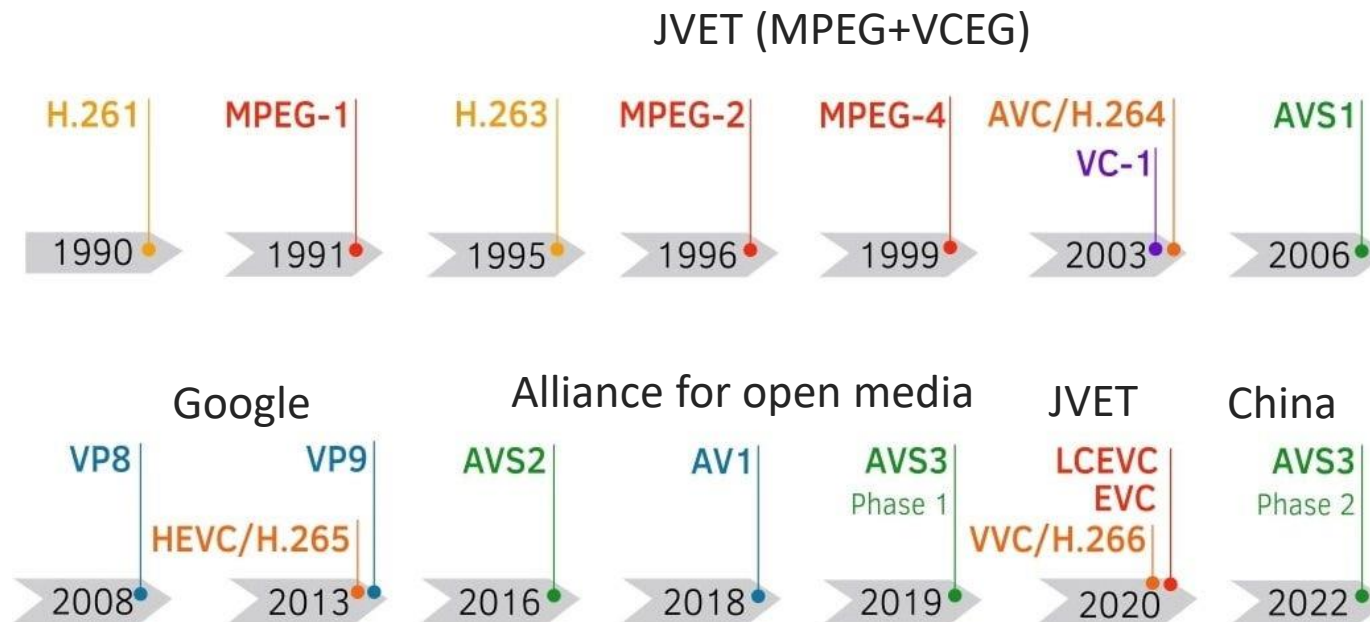 JVET (MPEG+VCEG)
H.261 MPEG-1 H.263 MPEG-2 MPEG-4 AVC/H.264 AVS1
VC-1
1990 1991 1995 1996 1999 2003 2006
Google Alliance for open media JVET China
VP8 VP9 AVS2 AV1 AVS3 LCEVC AVS3
Phase 1 EVC Phase 2
HEVC/H.265 VVC/H.266
2008 2013 2016 2018 2019 2020 2022